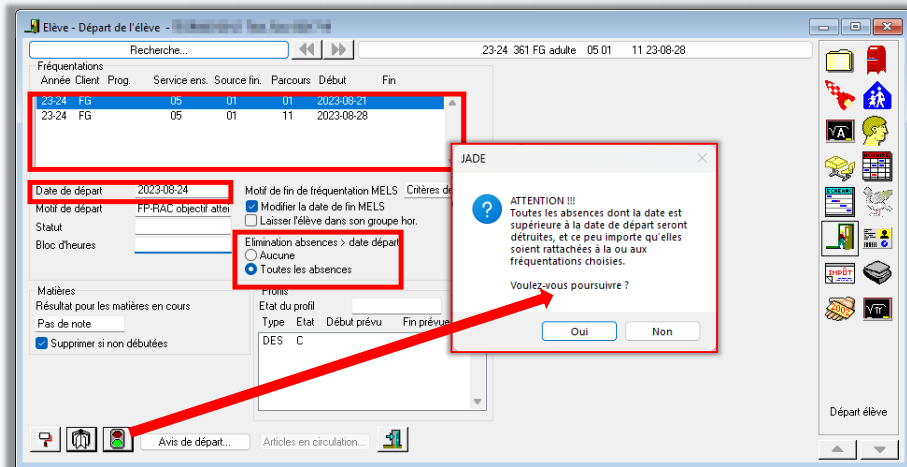 Elève - Départ de l'élève -
Recherche...
23-24 361 FG adulte 05 01 11 23-08-28
Fréquentations
Année Client Prog. Service ens. Source fin. Parcours Début Fin
23-24 FG 05 01 01 2023-08-21
23-24 FG 05 01 11 2023-08-28
Date de départ 2023-08-24
Motif de départ FP-RAC objectif attei
Statut
Bloc d'heures
Motif de fin de fréquentation MELS Critères de
Modifier la date de fin MELS
Laisser l'élève dans son groupe hor.
Elimination absences > date départ
Aucune
Toutes les absences
Matières
Résultat pour les matières en cours
Pas de note
Supprimer si non débutées
Profils
Etat du profil
Type Etat Début prévu Fin prévue
DES C
Avis de départ...
Articles en circulation...
JADE
ATTENTION !!!
Toutes les absences dont la date est
supérieure à la date de départ seront
détruites, et ce peu importe qu'elles
soient rattachées à la ou aux
fréquentations choisies.
Voulez-vous poursuivre ?
Oui
Non
IMPÔT
Départ élève